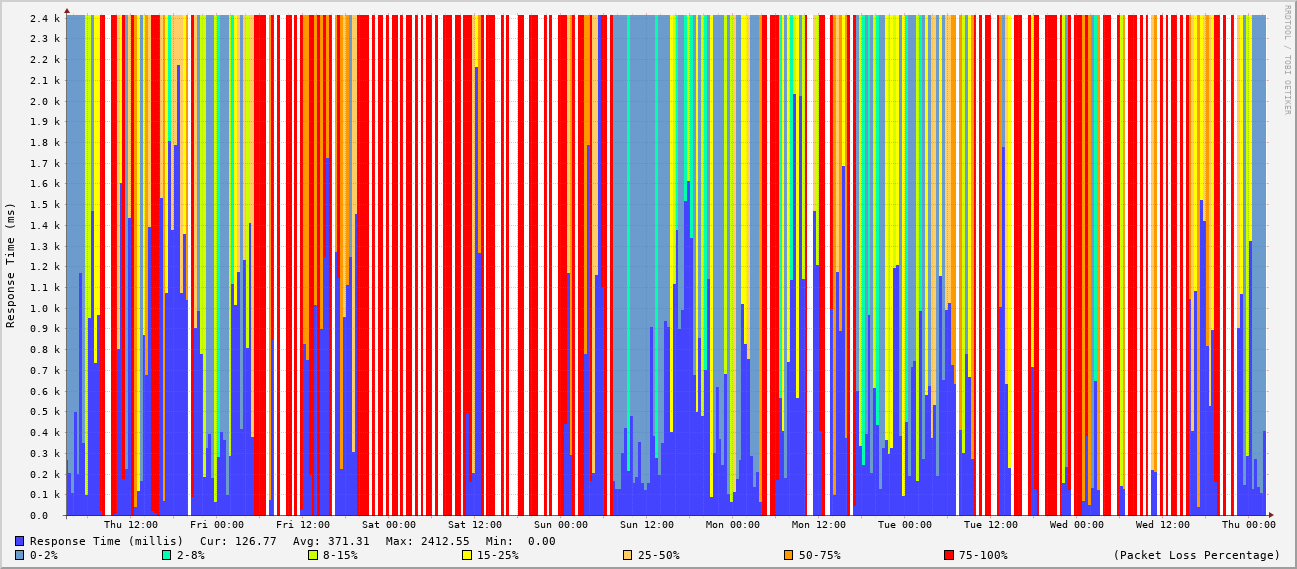 2.4 k
2.3 k
2.2 k
2.1 k
2.0 k
1.9 k
1.8 k
1.7 k
1.6 k
1.5 k
1.4 k
1.3 k
1.2 k
1.1 k
1.0 k
0.9 k
0.8 k
0.7 k
0.6 k
0.5 k
0.4 k
0.3 k
0.2 k
0.1 k
0.0
Response Time (ms)
RRDTOOL / TOBI OETIKER
Thu 12:00 Fri 00:00 Fri 12:00 Sat 00:00 Sat 12:00 Sun 00:00 Sun 12:00 Mon 00:00 Mon 12:00 Tue 00:00 Tue 12:00 Wed 00:00 Wed 12:00 Thu 00:00
Response Time (millis) Cur: 126.77 Avg: 371.31 Max: 2412.55 Min: 0.00
0-2% 2-8% 8-15% 15-25% 25-50% 50-75% 75-100% (Packet Loss Percentage)